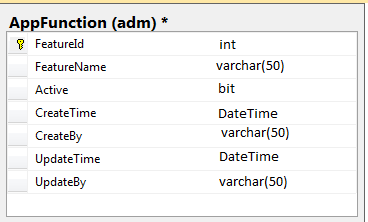 AppFunction (adm) *
FeatureId int
FeatureName varchar(50)
Active bit
CreateTime DateTime
CreateBy varchar(50)
UpdateTime DateTime
UpdateBy varchar(50)